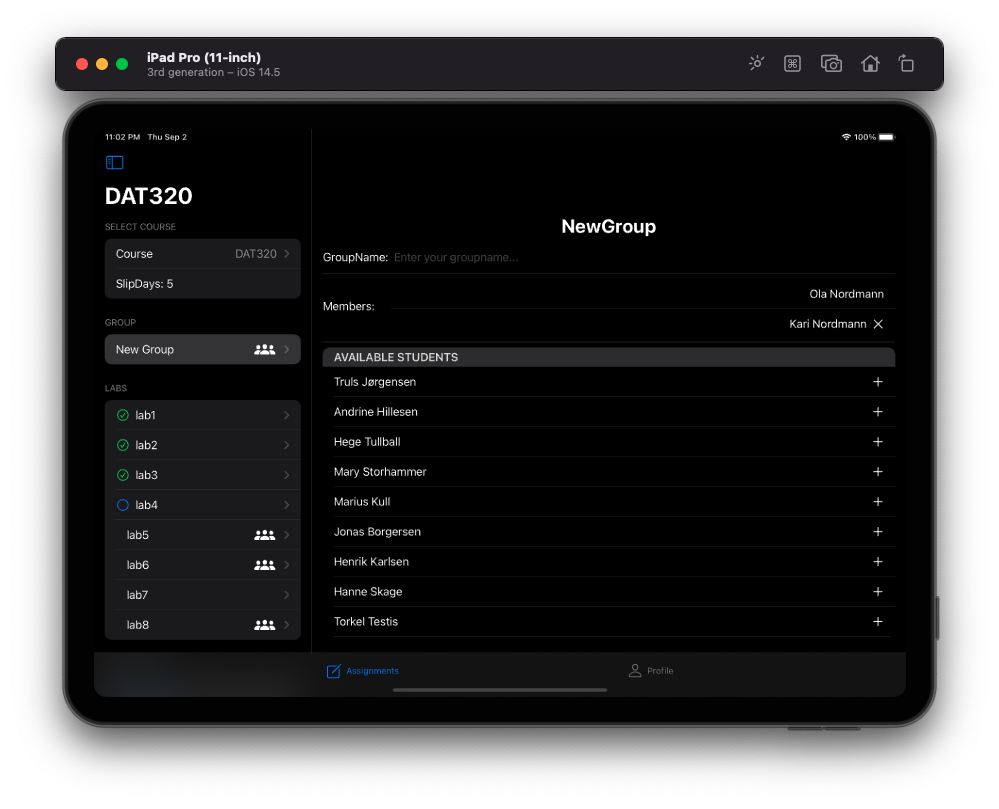 iPad Pro (11-inch)
3rd generation – iOS 14.5
11:02 PM Thu Sep 2
100%
DAT320
SELECT COURSE
Course DAT320
SlipDays: 5
GROUP
New Group
LABS
lab1
lab2
lab3
lab4
lab5
lab6
lab7
lab8
NewGroup
GroupName: Enter your groupname...
Members:
Ola Nordmann
Kari Nordmann
AVAILABLE STUDENTS
Truls Jørgensen
Andrine Hillesen
Hege Tullball
Mary Storhammer
Marius Kull
Jonas Borgersen
Henrik Karlsen
Hanne Skage
Torkel Testis
Assignments
Profile